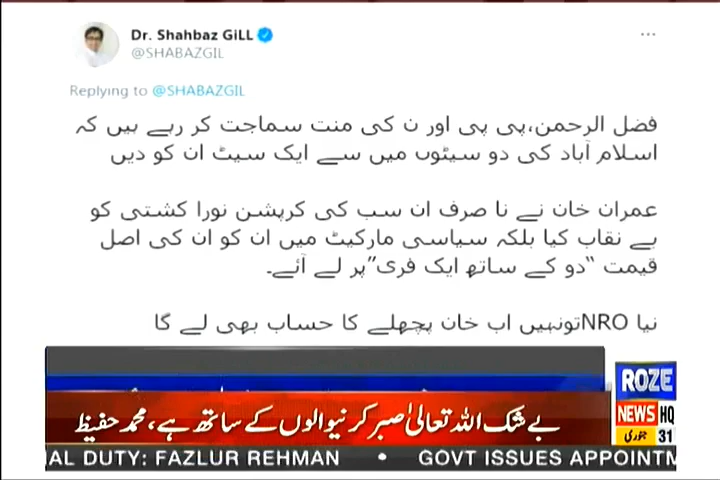 Dr. Shahbaz GiLL
@SHABAZGIL
Replying to @SHABAZGIL
فضل الرحمن،پی پی اور ن کی منت سماجت کر رہے ہیں کہ
اسلام آباد کی دو سیٹوں میں سے ایک سیٹ ان کو دیں
عمران خان نے نا صرف ان سب کی کرپشن نورا کشتی کو
بے نقاب کیا بلکہ سیاسی مارکیٹ میں ان کو ان کی اصل
قیمت “دو کے ساتھ ایک فری”پر لے آئے۔
نیا NROتونہیں اب خان پچھلے کا حساب بھی لے گا
ROZE
NEWS HQ
جنوری 31
بے شک اللہ تعالیٰ صبر کرنیوالوں کے ساتھ ہے، محمد حفیظ
AL DUTY: FAZLUR REHMAN • GOVT ISSUES APPOINTM